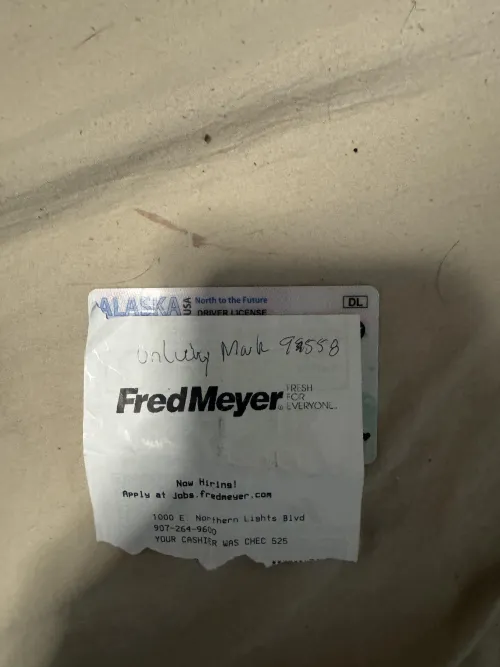 ALASKA USA North to the Future DL
DRIVER LICENSE
Unlucky Mark
FredMeyer FRESH
FOR
EVERYONE.
Now Hiring!
Apply at jobs.fredmeyer.com
1000 E. Northern Lights Blvd
907-264-9600
YOUR CASHIER WAS CHEC 525